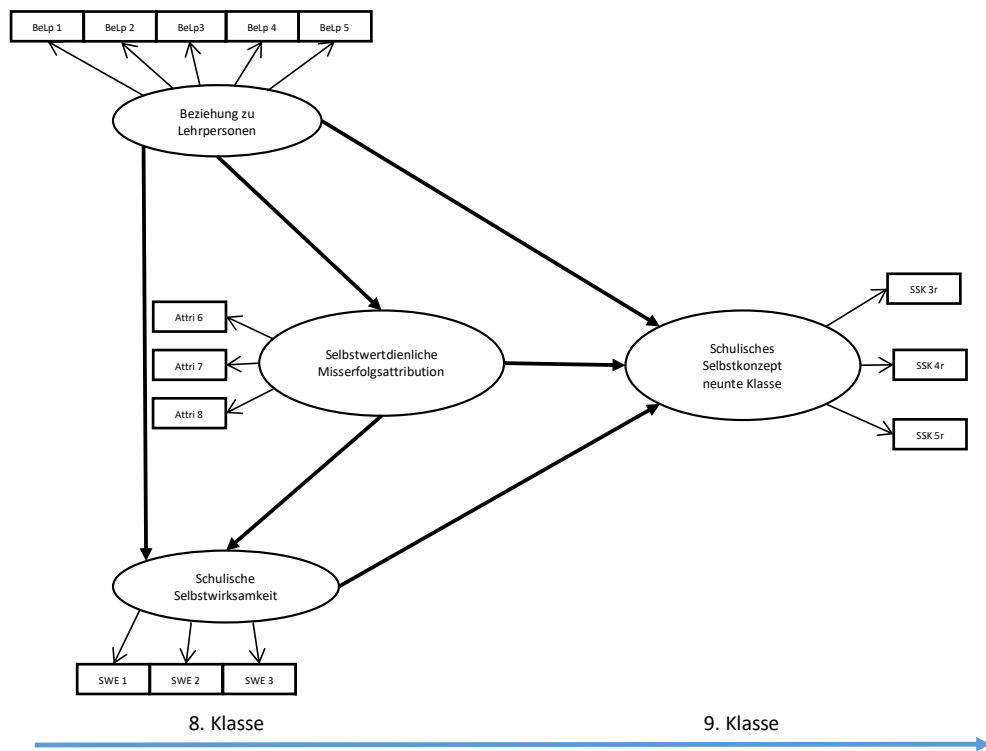 BeLp 1
BeLp 2
BeLp3
BeLp 4
BeLp 5
Beziehung zu
Lehrpersonen
Attri 6
Attri 7
Attri 8
Selbstwertdienliche
Misserfolgsattribution
Schulisches
Selbstkonzept
neunte Klasse
SSK 3r
SSK 4r
SSK 5r
Schulische
Selbstwirksamkeit
SWE 1
SWE 2
SWE 3
8. Klasse
9. Klasse